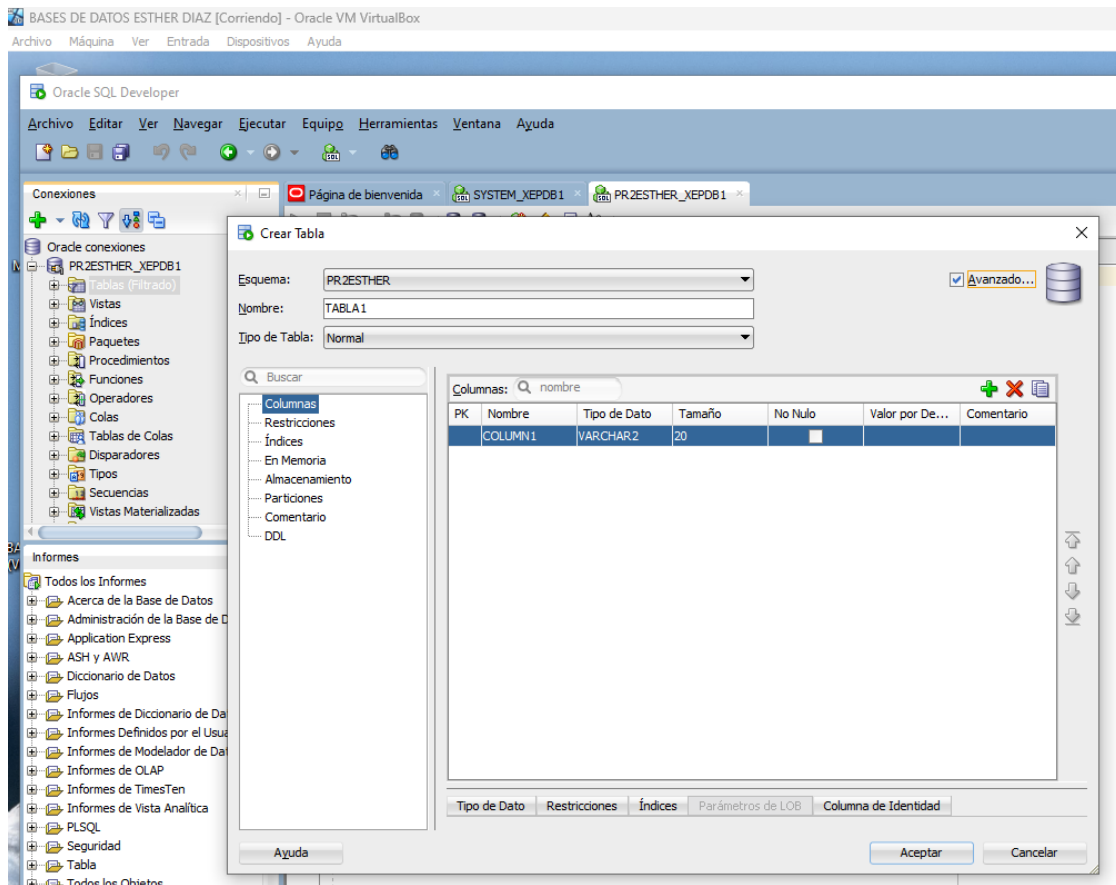 BASES DE DATOS ESTHER DIAZ [Corriendo] - Oracle VM VirtualBox
Archivo Máquina Ver Entrada Dispositivos Ayuda
Oracle SQL Developer
Archivo Editar Ver Navegar Ejecutar Equipo Herramientas Ventana Ayuda
Conexiones
Página de bienvenida
SYSTEM_XEPDB1
PR2ESTHER_XEPDB1
Oracle conexiones
PR2ESTHER_XEPDB1
Tablas (Filtrado)
Vistas
Índices
Paquetes
Procedimientos
Funciones
Operadores
Colas
Tablas de Colas
Disparadores
Tipos
Secuencias
Vistas Materializadas
Informes
Todos los Informes
Acerca de la Base de Datos
Administración de la Base de D
Application Express
ASH y AWR
Diccionario de Datos
Flujos
Informes de Diccionario de Da
Informes Definidos por el Usua
Informes de Modelador de Dat
Informes de OLAP
Informes de TimesTen
Informes de Vista Analítica
PLSQL
Seguridad
Tabla
Todos los Objetos
Crear Tabla
Esquema: PR2ESTHER
Avanzado...
Nombre: TABLA1
Tipo de Tabla: Normal
Buscar
Columnas
Restricciones
Índices
En Memoria
Almacenamiento
Particiones
Comentario
DDL
Columnas: nombre
PK Nombre Tipo de Dato Tamaño No Nulo Valor por De... Comentario
COLUMN1 VARCHAR2 20
Tipo de Dato Restricciones Índices Parámetros de LOB Columna de Identidad
Ayuda Aceptar Cancelar